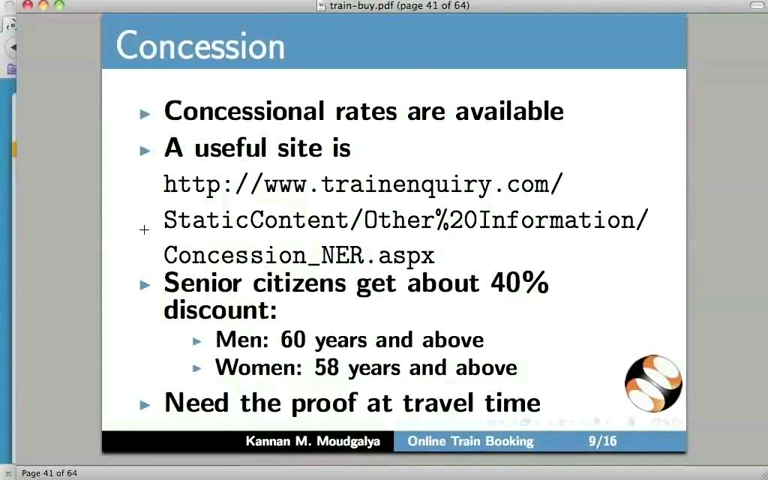 train-buy.pdf (page 41 of 64)
Concession
Concessional rates are available
A useful site is
http://www.trainenquiry.com/
StaticContent/Other%20Information/
Concession_NER.aspx
Senior citizens get about 40%
discount:
Men: 60 years and above
Women: 58 years and above
Need the proof at travel time
Kannan M. Moudgalya Online Train Booking 9/16
Page 41 of 64